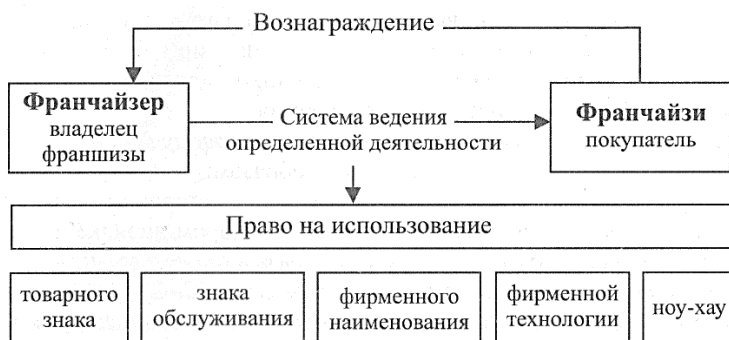 Вознаграждение
Франчайзер
владелец
франшизы
Система ведения
определенной деятельности
Франчайзи
покупатель
Право на использование
товарного
знака
знака
обслуживания
фирменного
наименования
фирменной
технологии
ноу-хау